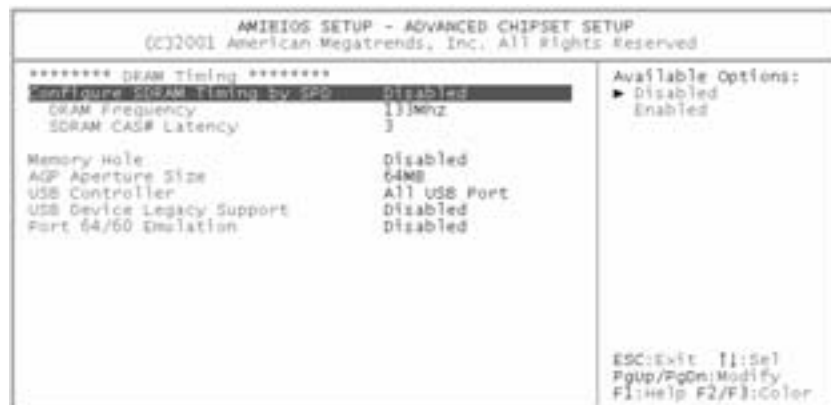 AMIBIOS SETUP - ADVANCED CHIPSET SETUP
(C)2001 American Megatrends, Inc. All Rights Reserved
******** DRAM Timing ********
Configure SDRAM Timing by SPD Disabled
DRAM Frequency 133Mhz
SDRAM CAS# Latency 3
Memory Hole Disabled
AGP Aperture Size 64MB
USB Controller All USB Port
USB Device Legacy Support Disabled
Port 64/60 Emulation Disabled
Available Options:
► Disabled
Enabled
ESC:Exit ↑↓:Sel
PgUp/PgDn:Modify
F1:Help F2/F3:Color